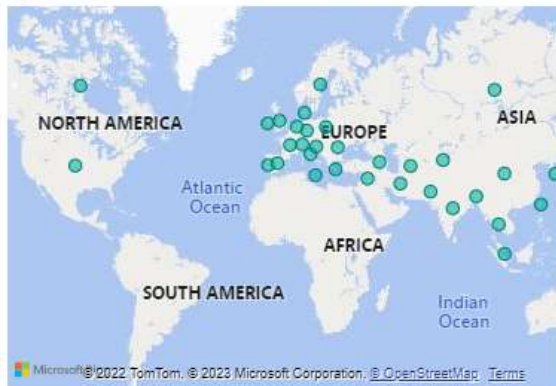 NORTH AMERICA
EUROPE
ASIA
Atlantic
Ocean
AFRICA
SOUTH AMERICA
Indian
Ocean
Microsoft
© 2022 TomTom, © 2023 Microsoft Corporation, © OpenStreetMap Terms